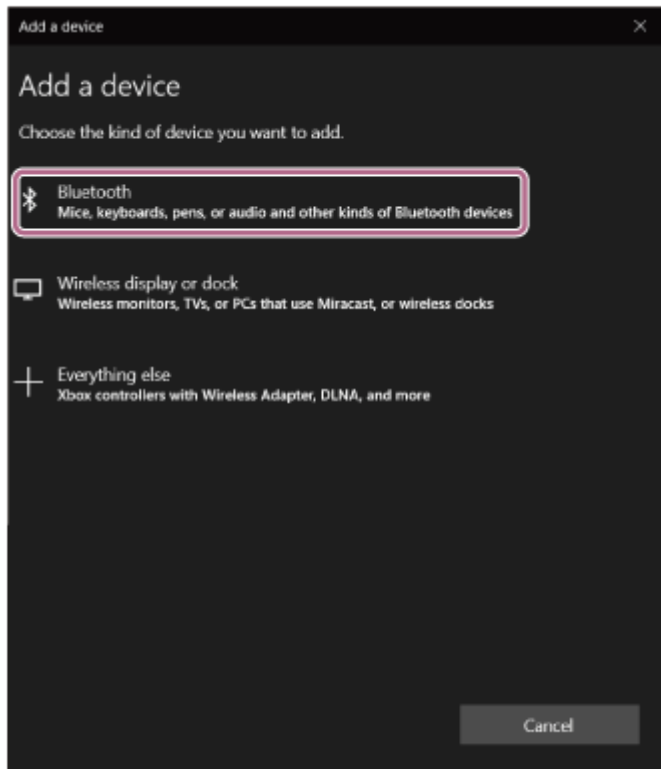 Add a device
Add a device
Choose the kind of device you want to add.
Bluetooth
Mice, keyboards, pens, or audio and other kinds of Bluetooth devices
Wireless display or dock
Wireless monitors, TVs, or PCs that use Miracast, or wireless docks
Everything else
Xbox controllers with Wireless Adapter, DLNA, and more
Cancel